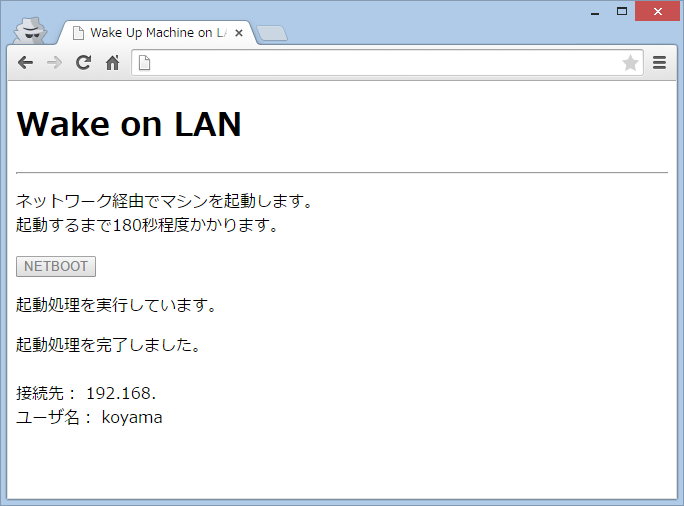 Wake Up Machine on LA
Wake on LAN
ネットワーク経由でマシンを起動します。
起動するまで180秒程度かかります。
NETBOOT
起動処理を実行しています。
起動処理を完了しました。
接続先： 192.168.
ユーザ名： koyama